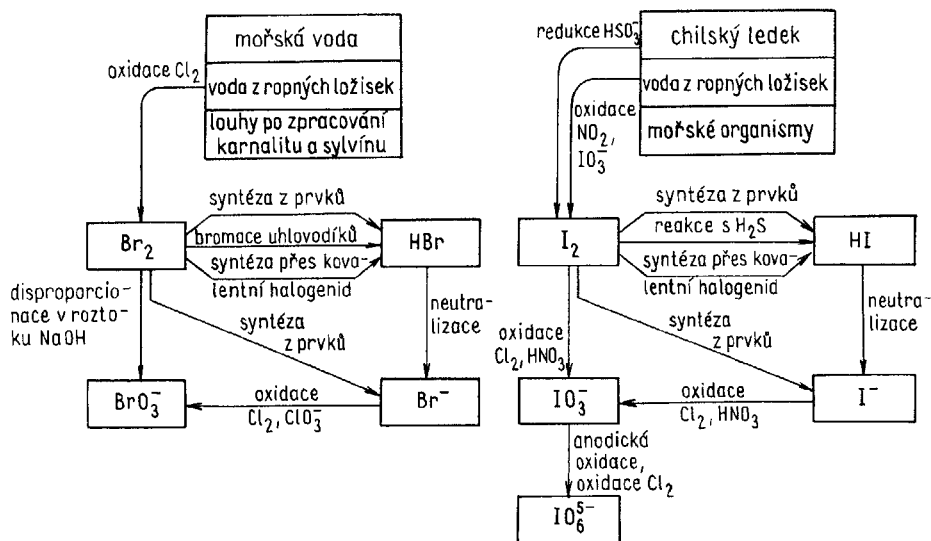 mořská voda
oxidace Cl₂
voda z ropných ložisek
louhy po zpracování
karnalitu a sylvínu
Br₂
syntéza z prvků
bromace uhlovodíků
syntéza přes kova-
lentní halogenid
HBr
disproporcio-
nace v rozto-
ku NaOH
syntéza
z prvků
neutra-
lizace
BrO₃⁻
oxidace
Cl₂, ClO₃⁻
Br⁻
redukce HSO₃⁻
chilský ledek
voda z ropných ložisek
mořské organismy
oxidace
NO₂,
IO₃⁻
I₂
syntéza z prvků
reakce s H₂S
syntéza přes kova-
lentní halogenid
HI
oxidace
Cl₂, HNO₃
syntéza
z prvků
neutra-
lizace
IO₃⁻
oxidace
Cl₂, HNO₃
I⁻
anodická
oxidace,
oxidace Cl₂
IO₆⁵⁻